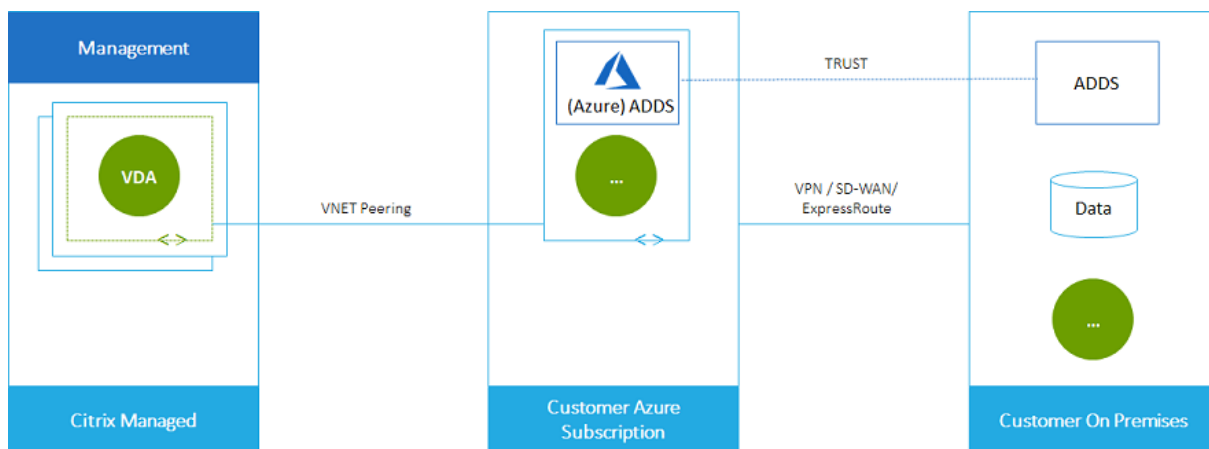 Management
VDA
Citrix Managed
VNET Peering
(Azure) ADDS
...
Customer Azure
Subscription
TRUST
VPN / SD-WAN/
ExpressRoute
ADDS
Data
...
Customer On Premises